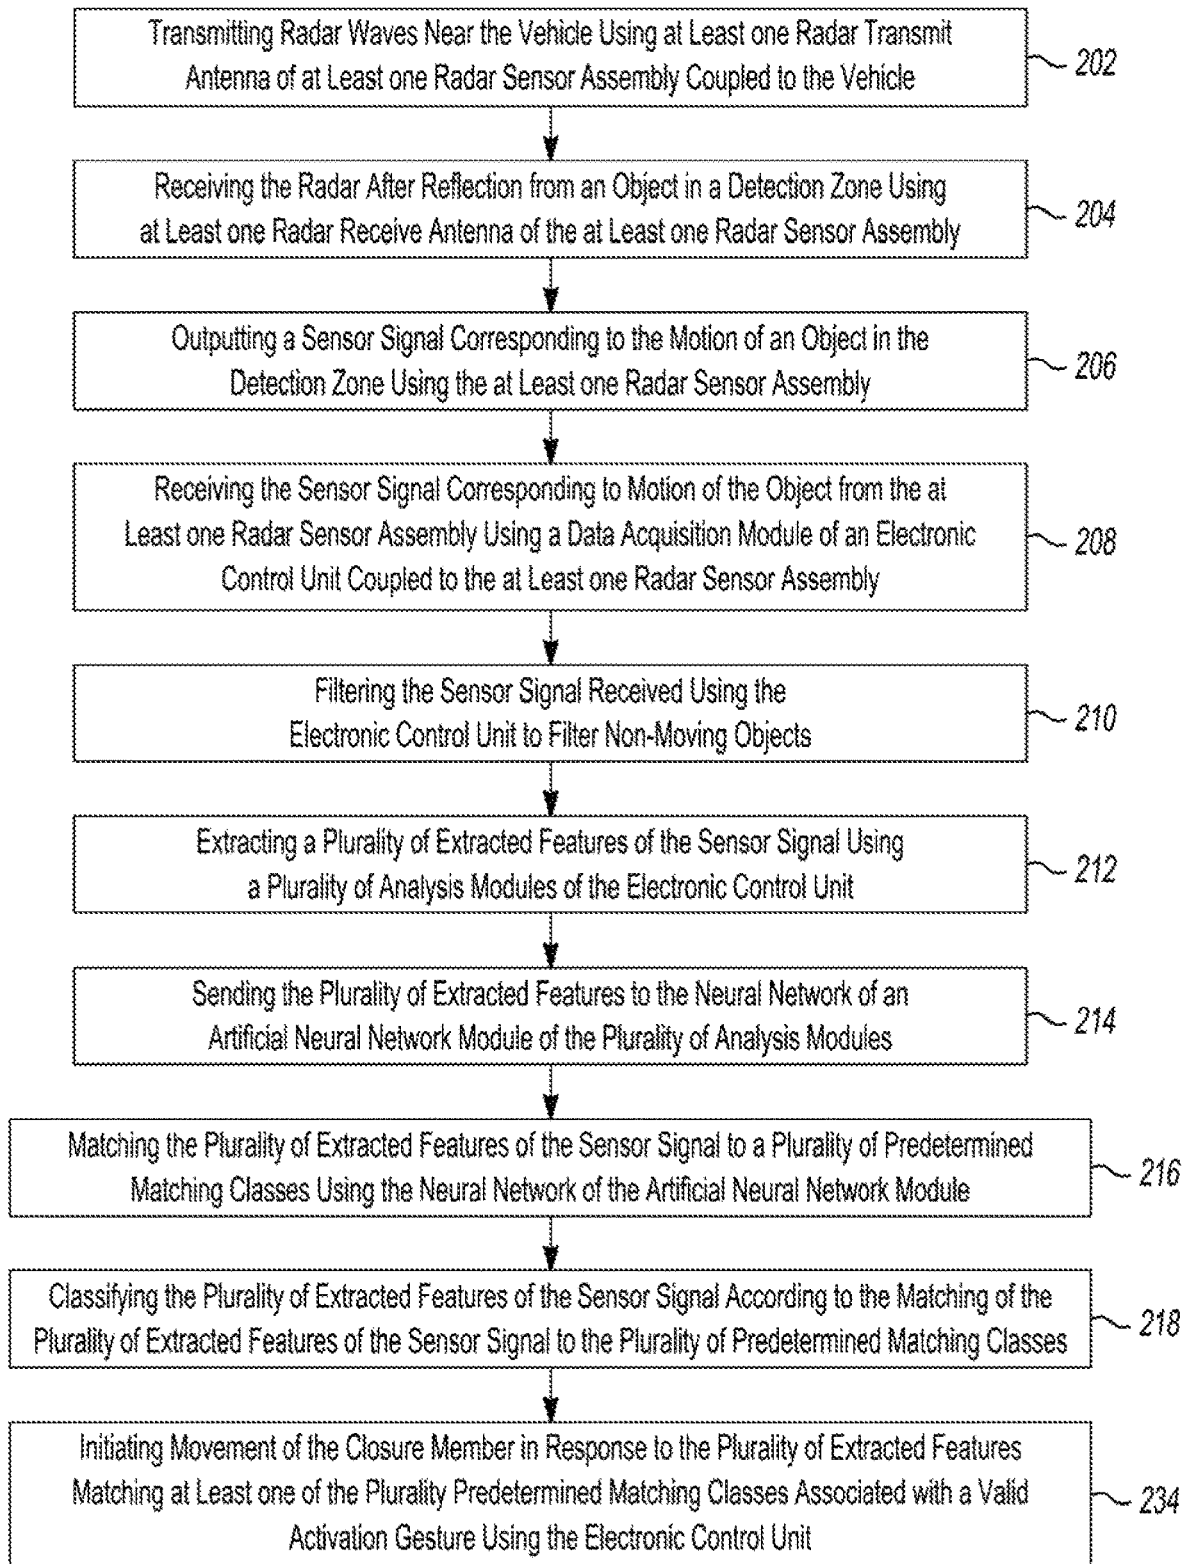 Transmitting Radar Waves Near the Vehicle Using at Least one Radar Transmit
Antenna of at Least one Radar Sensor Assembly Coupled to the Vehicle
202
Receiving the Radar After Reflection from an Object in a Detection Zone Using
at Least one Radar Receive Antenna of the at Least one Radar Sensor Assembly
204
Outputting a Sensor Signal Corresponding to the Motion of an Object in the
Detection Zone Using the at Least one Radar Sensor Assembly
206
Receiving the Sensor Signal Corresponding to Motion of the Object from the at
Least one Radar Sensor Assembly Using a Data Acquisition Module of an Electronic
Control Unit Coupled to the at Least one Radar Sensor Assembly
208
Filtering the Sensor Signal Received Using the
Electronic Control Unit to Filter Non-Moving Objects
210
Extracting a Plurality of Extracted Features of the Sensor Signal Using
a Plurality of Analysis Modules of the Electronic Control Unit
212
Sending the Plurality of Extracted Features to the Neural Network of an
Artificial Neural Network Module of the Plurality of Analysis Modules
214
Matching the Plurality of Extracted Features of the Sensor Signal to a Plurality of Predetermined
Matching Classes Using the Neural Network of the Artificial Neural Network Module
216
Classifying the Plurality of Extracted Features of the Sensor Signal According to the Matching of the
Plurality of Extracted Features of the Sensor Signal to the Plurality of Predetermined Matching Classes
218
Initiating Movement of the Closure Member in Response to the Plurality of Extracted Features
Matching at Least one of the Plurality Predetermined Matching Classes Associated with a Valid
Activation Gesture Using the Electronic Control Unit
234